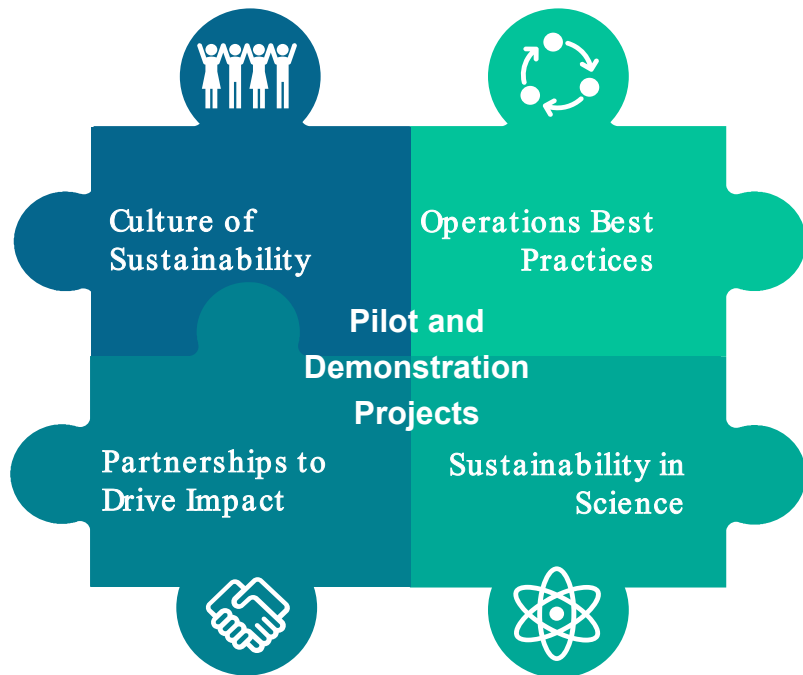 Culture of
Sustainability
Operations Best
Practices
Pilot and
Demonstration
Projects
Partnerships to
Drive Impact
Sustainability in
Science